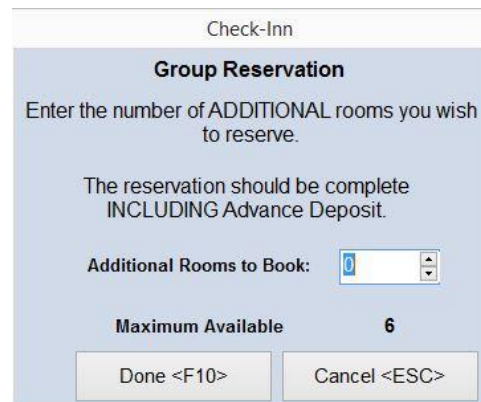 Check-Inn
Group Reservation
Enter the number of ADDITIONAL rooms you wish
to reserve.
The reservation should be complete
INCLUDING Advance Deposit.
Additional Rooms to Book: 0
Maximum Available 6
Done <F10> Cancel <ESC>